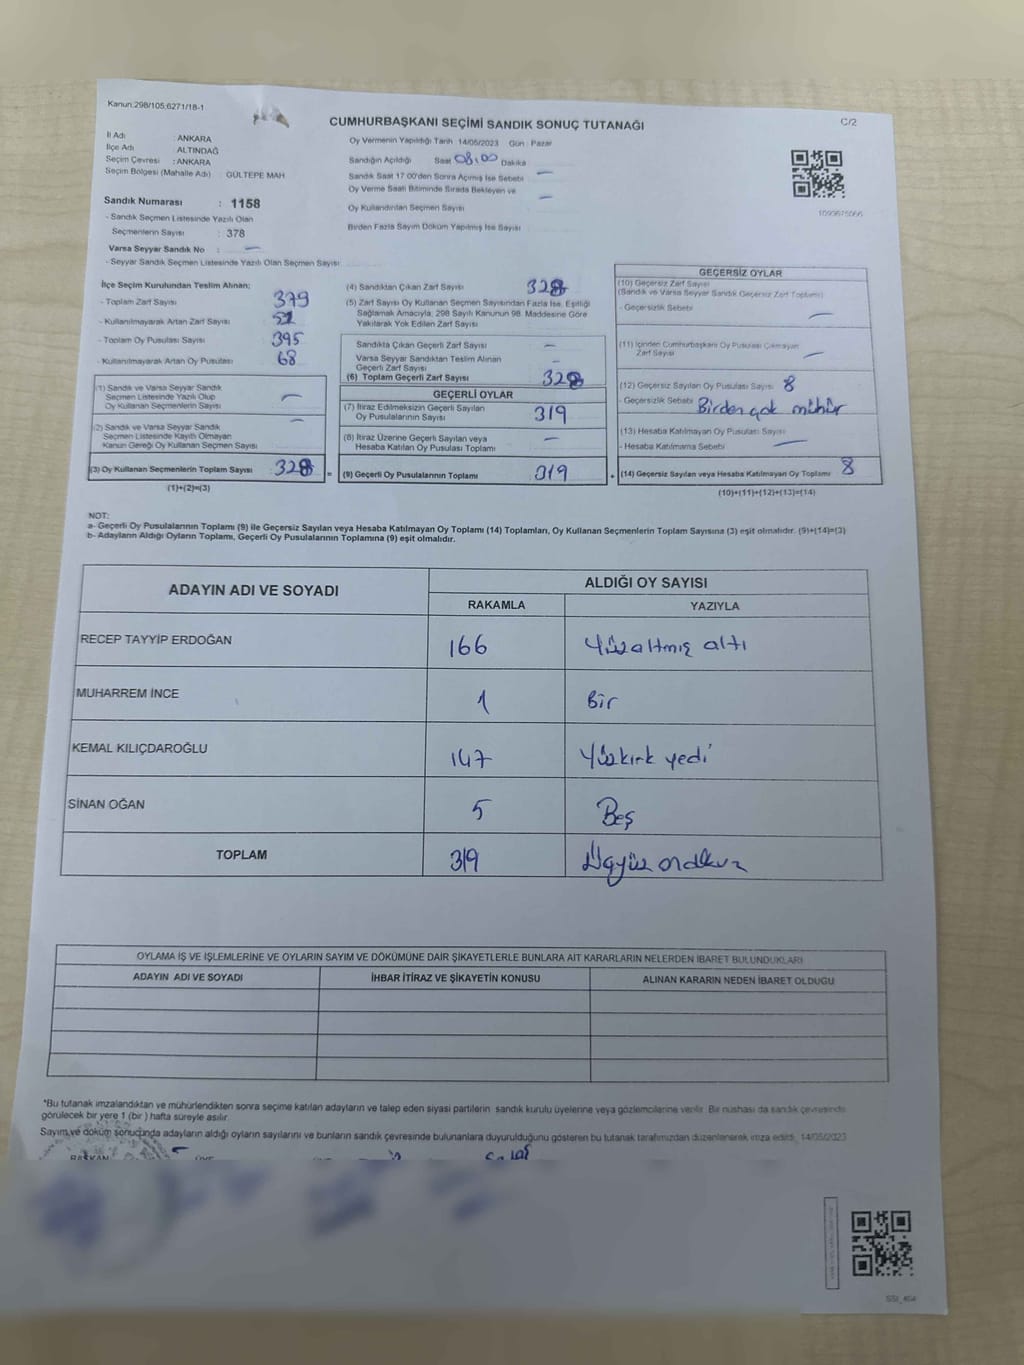 Kanun:298/105;6271/18-1
CUMHURBAŞKANI SEÇİMİ SANDIK SONUÇ TUTANAĞI
C/2
İl Adı : ANKARA
İlçe Adı : ALTINDAĞ
Seçim Çevresi : ANKARA
Seçim Bölgesi (Mahalle Adı) : GÜLTEPE MAH
Sandık Numarası : 1158
- Sandık Seçmen Listesinde Yazılı Olan
Seçmenlerin Sayısı : 378
Varsa Seyyar Sandık No : —
- Seyyar Sandık Seçmen Listesinde Yazılı Olan Seçmen Sayısı:
Oy Vermenin Yapıldığı Tarih 14/05/2023 Gün : Pazar
Sandığın Açıldığı Saat 08:00 Dakika
Sandık Saat 17:00'den Sonra Açılmış İse Sebebi —
Oy Verme Saati Bitiminde Sırada Bekleyen ve
Oy Kullandırılan Seçmen Sayısı —
Birden Fazla Sayım Döküm Yapılmış İse Sayısı
İlçe Seçim Kurulundan Teslim Alınan;
- Toplam Zarf Sayısı 379
- Kullanılmayarak Artan Zarf Sayısı
- Toplam Oy Pusulası Sayısı 395
- Kullanılmayarak Artan Oy Pusulası 68
(1) Sandık ve Varsa Seyyar Sandık
Seçmen Listesinde Yazılı Olup
Oy Kullanan Seçmenlerin Sayısı —
(2) Sandık ve Varsa Seyyar Sandık
Seçmen Listesinde Kayıtlı Olmayan
Kanun Gereği Oy Kullanan Seçmen Sayısı —
(3) Oy Kullanan Seçmenlerin Toplam Sayısı 328
(1)+(2)=(3)
(4) Sandıktan Çıkan Zarf Sayısı 328
(5) Zarf Sayısı Oy Kullanan Seçmen Sayısından Fazla İse, Eşitliği
Sağlamak Amacıyla, 298 Sayılı Kanunun 98. Maddesine Göre
Yakılarak Yok Edilen Zarf Sayısı
Sandıkta Çıkan Geçerli Zarf Sayısı —
Varsa Seyyar Sandıktan Teslim Alınan
Geçerli Zarf Sayısı —
(6) Toplam Geçerli Zarf Sayısı 328
GEÇERLİ OYLAR
(7) İtiraz Edilmeksizin Geçerli Sayılan
Oy Pusulalarının Sayısı 319
(8) İtiraz Üzerine Geçerli Sayılan veya
Hesaba Katılan Oy Pusulası Toplamı —
(9) Geçerli Oy Pusulalarının Toplamı 319
GEÇERSİZ OYLAR
(10) Geçersiz Zarf Sayısı
(Sandık ve Varsa Seyyar Sandık Geçersiz Zarf Toplamı)
- Geçersizlik Sebebi —
(11) İçinden Cumhurbaşkanı Oy Pusulası Çıkmayan
Zarf Sayısı —
(12) Geçersiz Sayılan Oy Pusulası Sayısı 8
- Geçersizlik Sebebi Birden çok mühür
(13) Hesaba Katılmayan Oy Pusulası Sayısı
- Hesaba Katılmama Sebebi —
(14) Geçersiz Sayılan veya Hesaba Katılmayan Oy Toplamı 8
(10)+(11)+(12)+(13)=(14)
NOT:
a- Geçerli Oy Pusulalarının Toplamı (9) ile Geçersiz Sayılan veya Hesaba Katılmayan Oy Toplamı (14) Toplamları, Oy Kullanan Seçmenlerin Toplam Sayısına (3) eşit olmalıdır. (9)+(14)=(3)
b- Adayların Aldığı Oyların Toplamı, Geçerli Oy Pusulalarının Toplamına (9) eşit olmalıdır.
ADAYIN ADI VE SOYADI
ALDIĞI OY SAYISI
RAKAMLA YAZIYLA
RECEP TAYYİP ERDOĞAN 166 Yüzaltmış altı
MUHARREM İNCE 1 Bir
KEMAL KILIÇDAROĞLU 147 Yüzkırk yedi
SİNAN OĞAN 5 Beş
TOPLAM 319 Üçyüz ondokuz
OYLAMA İŞ VE İŞLEMLERİNE VE OYLARIN SAYIM VE DÖKÜMÜNE DAİR ŞİKAYETLERLE BUNLARA AİT KARARLARIN NELERDEN İBARET BULUNDUKLARI
ADAYIN ADI VE SOYADI İHBAR İTİRAZ VE ŞİKAYETİN KONUSU ALINAN KARARIN NEDEN İBARET OLDUĞU
*Bu tutanak imzalandıktan ve mühürlendikten sonra seçime katılan adayların ve talep eden siyasi partilerin sandık kurulu üyelerine veya gözlemcilerine verilir. Bir nüshası da sandık çevresinde
görülecek bir yere 1 (bir ) hafta süreyle asılır.
Sayım ve döküm sonucunda adayların aldığı oyların sayılarını ve bunların sandık çevresinde bulunanlara duyurulduğunu gösteren bu tutanak tarafımızdan düzenlenerek imza edildi. 14/05/2023
BAŞKAN ÜYE
SSI_404